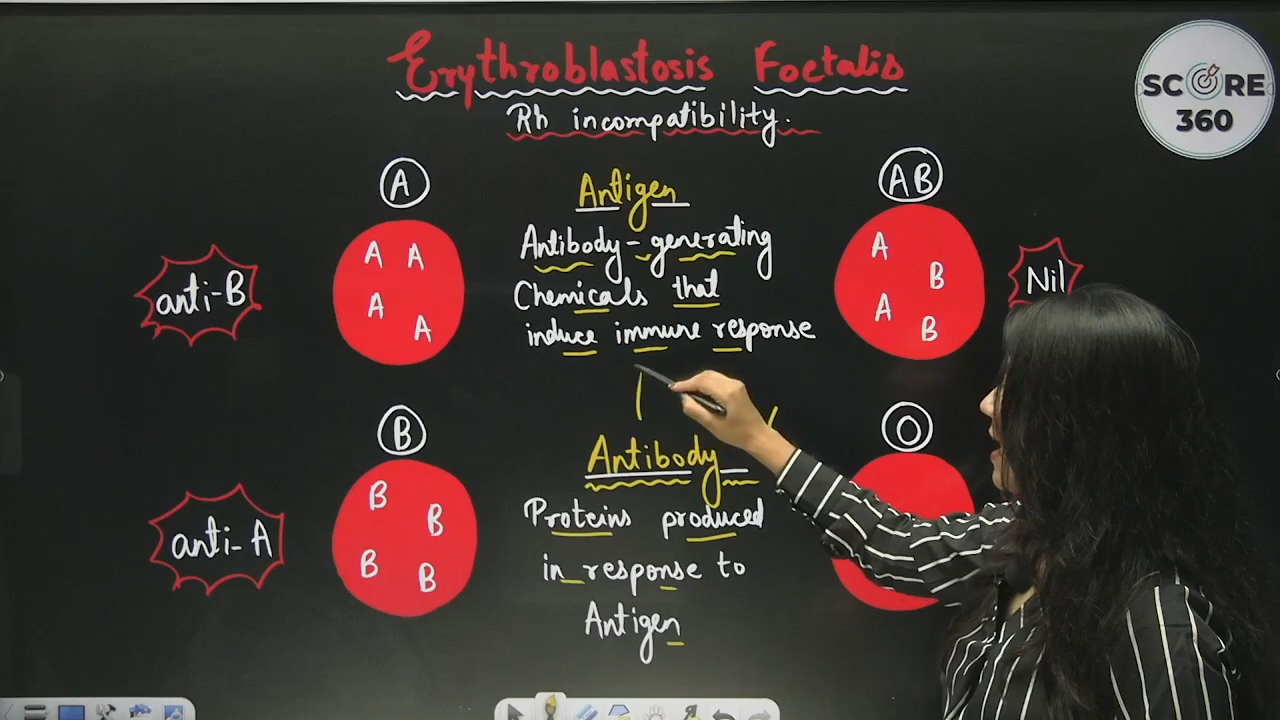 Erythroblastosis Foetalis
Rh incompatibility.
SCORE
360
A
Antigen
AB
Antibody-generating
Chemicals that
induce immune response
anti-B
A A
A
A
A
B
A
B
Nil
B
Antibody
O
Proteins produced
in response to
Antigen
anti-A
B
B
B
B